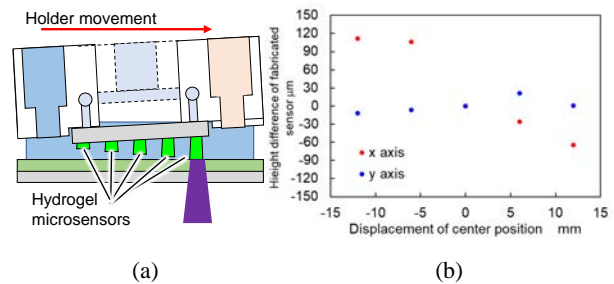 Holder movement
Hydrogel
microsensors
(a)
Hieight difference of fabricated
sensor μm
150
120
90
60
30
0
-30
-60
-90
-120
-150
x axis
y axis
-15 -10 -5 0 5 10 15
Displacement of center position mm
(b)